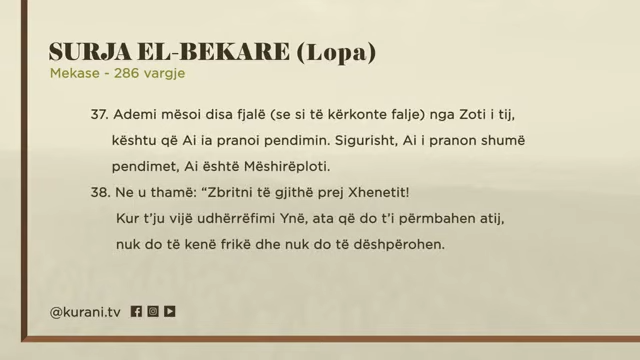 SURJA EL-BEKARE (Lopa)
Mekase - 286 vargje
37. Ademi mësoi disa fjalë (se si të kërkonte falje) nga Zoti i tij,
kështu që Ai ia pranoi pendimin. Sigurisht, Ai i pranon shumë
pendimet, Ai është Mëshirëploti.
38. Ne u thamë: “Zbritni të gjithë prej Xhenetit!
Kur t’ju vijë udhërrëfimi Ynë, ata që do t’i përmbahen atij,
nuk do të kenë frikë dhe nuk do të dëshpërohen.
@kurani.tv